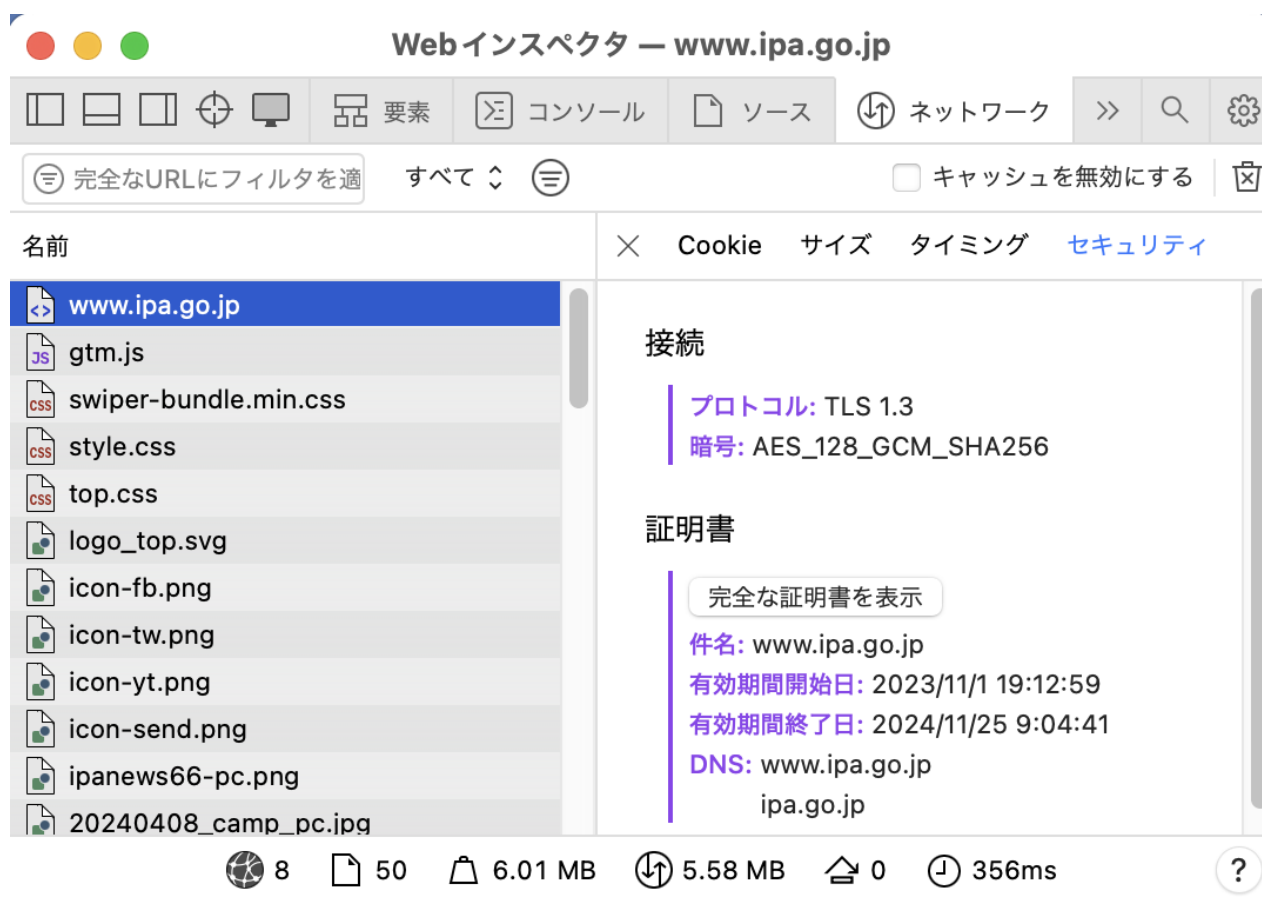 Webインスペクタ — www.ipa.go.jp
要素 コンソール ソース ネットワーク
完全なURLにフィルタを適 すべて キャッシュを無効にする
名前
Cookie サイズ タイミング セキュリティ
www.ipa.go.jp
JS gtm.js
css swiper-bundle.min.css
css style.css
css top.css
logo_top.svg
icon-fb.png
icon-tw.png
icon-yt.png
icon-send.png
ipanews66-pc.png
20240408_camp_pc.jpg
接続
プロトコル: TLS 1.3
暗号: AES_128_GCM_SHA256
証明書
完全な証明書を表示
件名: www.ipa.go.jp
有効期間開始日: 2023/11/1 19:12:59
有効期間終了日: 2024/11/25 9:04:41
DNS: www.ipa.go.jp
ipa.go.jp
8 50 6.01 MB 5.58 MB 0 356ms ?